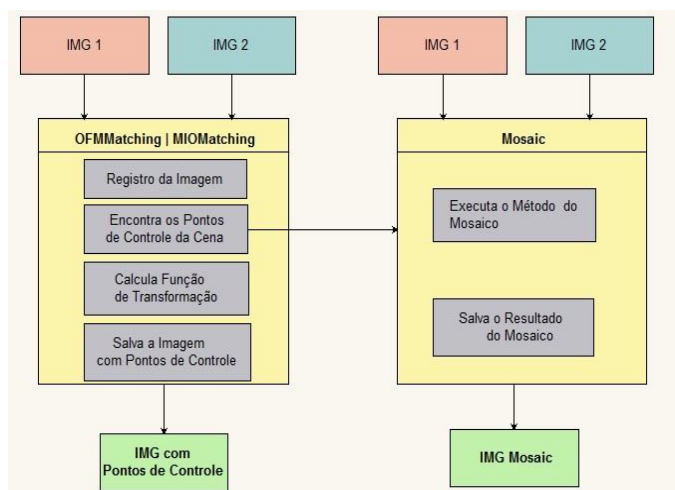 IMG 1
IMG 2
OFMMatching | MIOMatching
Registro da Imagem
Encontra os Pontos
de Controle da Cena
Calcula Função
de Transformação
Salva a Imagem
com Pontos de Controle
IMG com
Pontos de Controle
IMG 1
IMG 2
Mosaic
Executa o Método do
Mosaico
Salva o Resultado
do Mosaico
IMG Mosaic